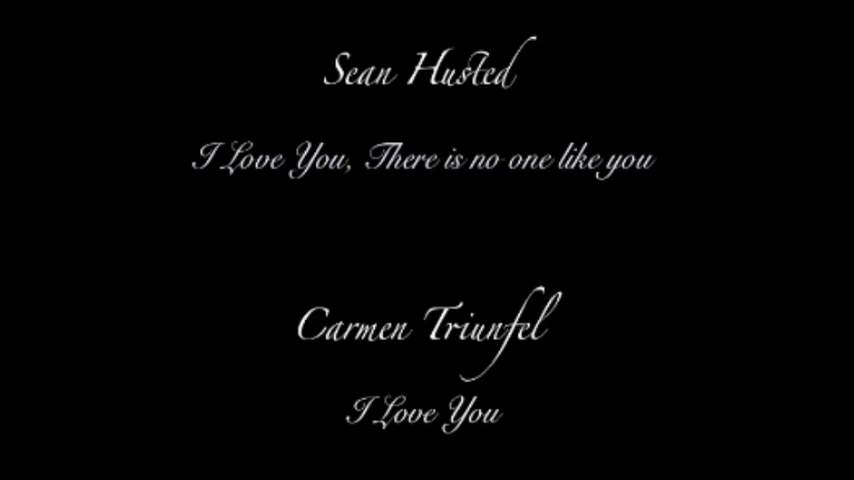 Sean Husted
I Love You, There is no one like you
Carmen Triunfel
I Love You